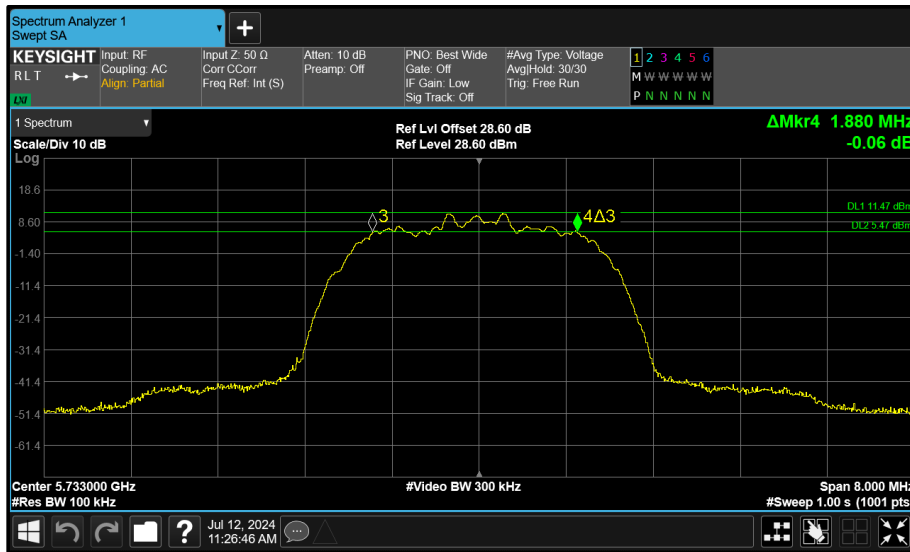 Spectrum Analyzer 1
Swept SA
KEYSIGHT
R L T
LXI
Input: RF
Coupling: AC
Align: Partial
Input Z: 50 Ω
Corr CCorr
Freq Ref: Int (S)
Atten: 10 dB
Preamp: Off
PNO: Best Wide
Gate: Off
IF Gain: Low
Sig Track: Off
#Avg Type: Voltage
Avg|Hold: 30/30
Trig: Free Run
1 2 3 4 5 6
M W W W W W
P N N N N N
1 Spectrum
Scale/Div 10 dB
Ref Lvl Offset 28.60 dB
Ref Level 28.60 dBm
ΔMkr4 1.880 MHz
-0.06 dB
Log
18.6
8.60
-1.40
-11.4
-21.4
-31.4
-41.4
-51.4
-61.4
3
4Δ3
DL1 11.47 dBm
DL2 5.47 dBm
Center 5.733000 GHz
#Video BW 300 kHz
Span 8.000 MHz
#Res BW 100 kHz
#Sweep 1.00 s (1001 pts
?
Jul 12, 2024
11:26:46 AM